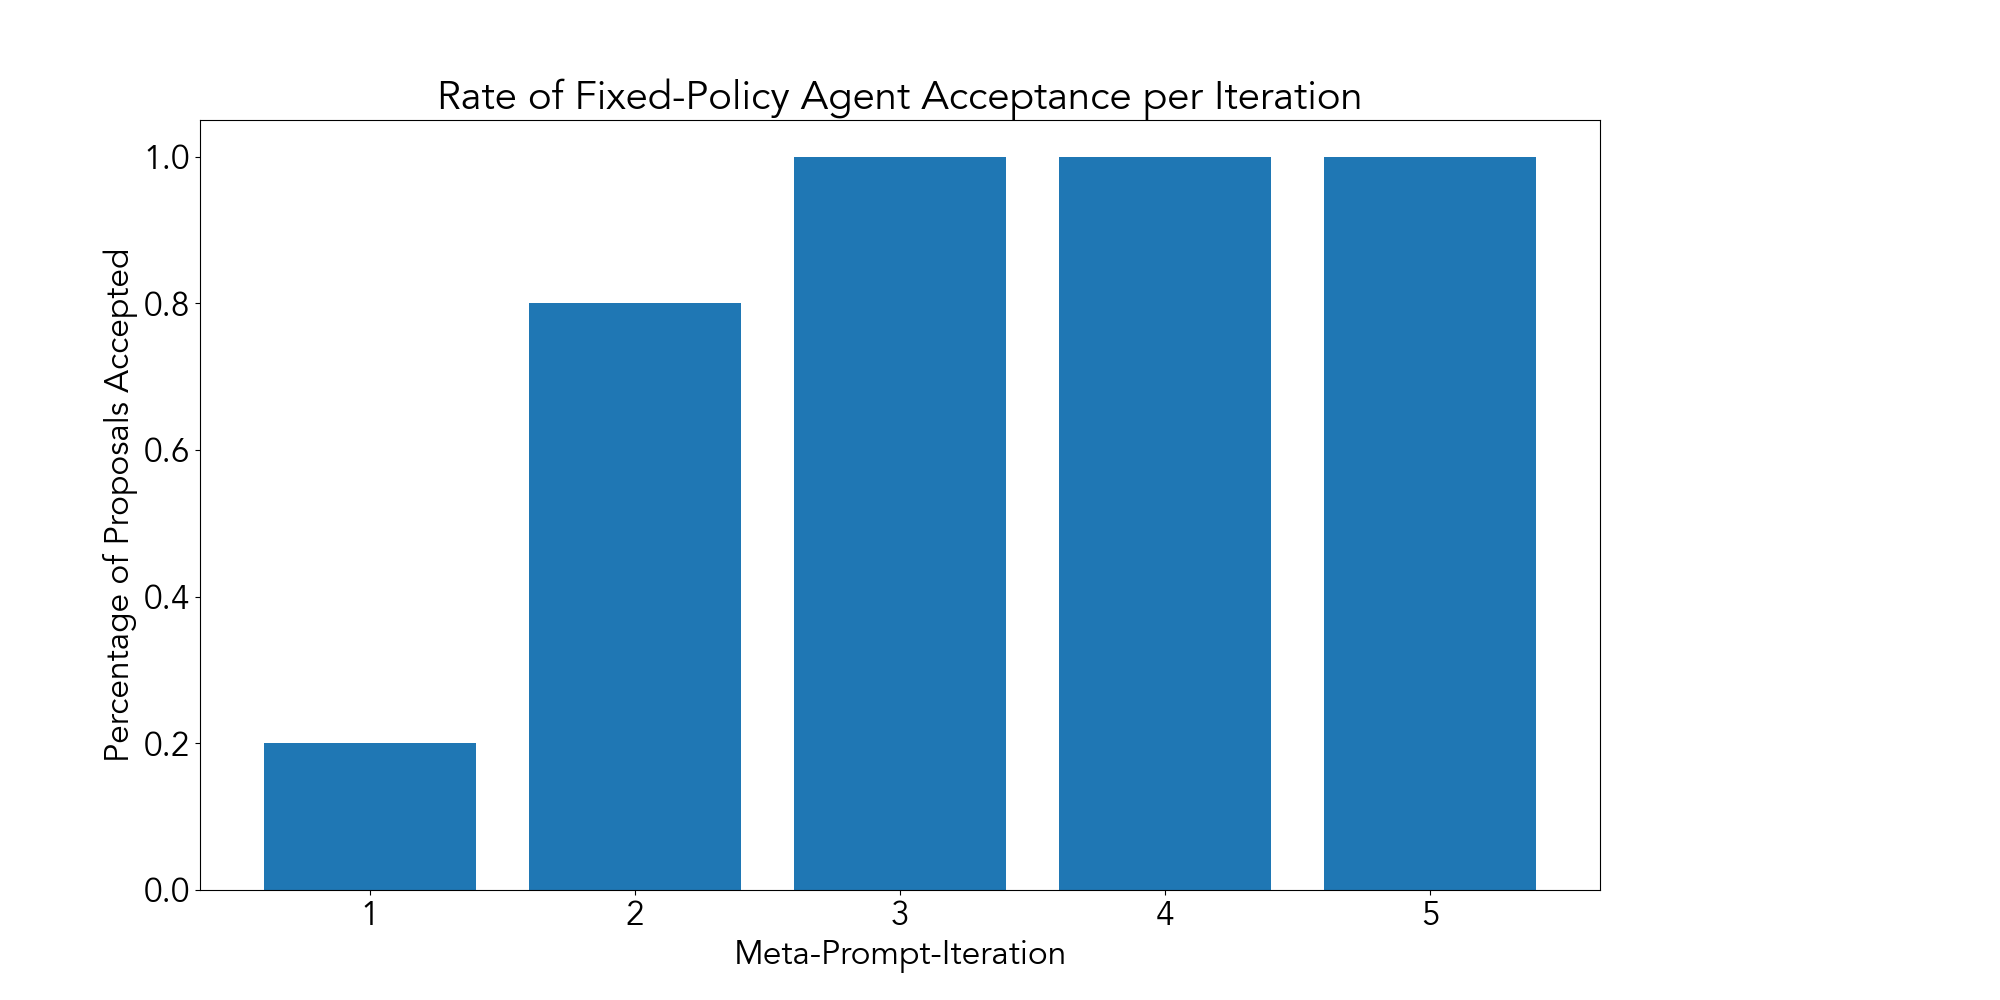 Rate of Fixed-Policy Agent Acceptance per Iteration
Percentage of Proposals Accepted
1.0
0.8
0.6
0.4
0.2
0.0
1 2 3 4 5
Meta-Prompt-Iteration